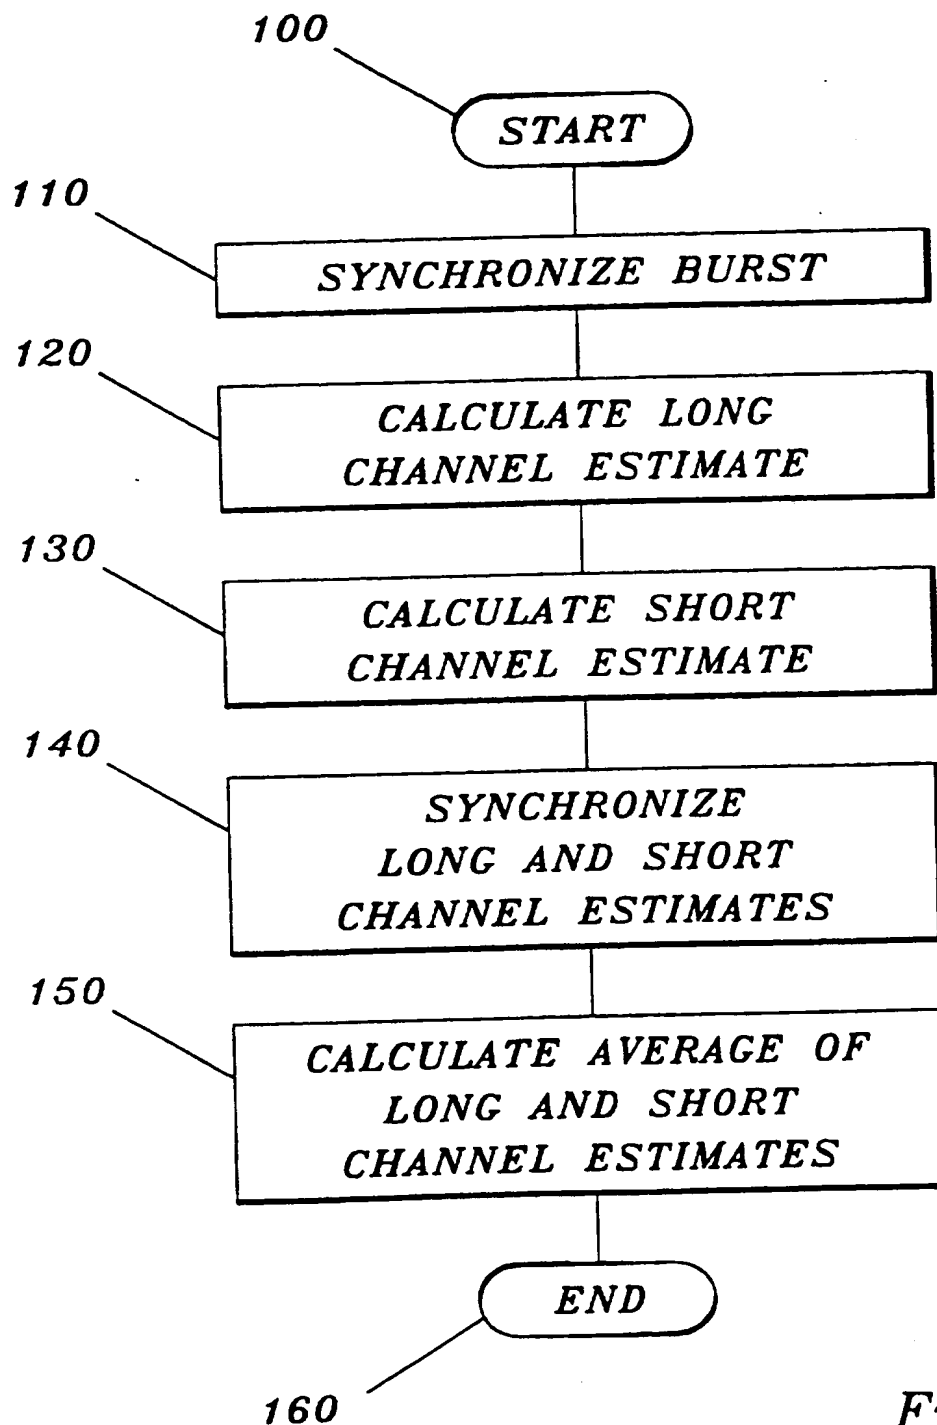 100
START
110
SYNCHRONIZE BURST
120
CALCULATE LONG
CHANNEL ESTIMATE
130
CALCULATE SHORT
CHANNEL ESTIMATE
140
SYNCHRONIZE
LONG AND SHORT
CHANNEL ESTIMATES
150
CALCULATE AVERAGE OF
LONG AND SHORT
CHANNEL ESTIMATES
END
160